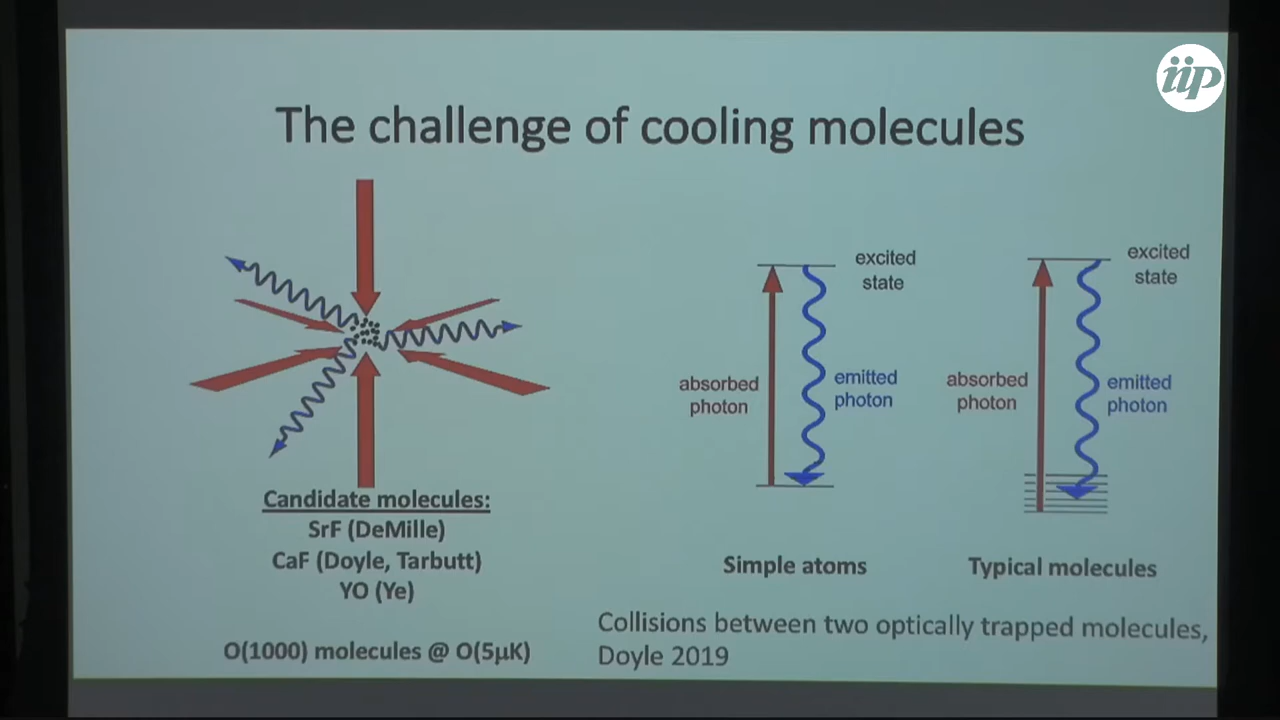 iip
The challenge of cooling molecules
excited
state
absorbed
photon
emitted
photon
excited
state
absorbed
photon
emitted
photon
Candidate molecules:
SrF (DeMille)
CaF (Doyle, Tarbutt)
YO (Ye)
O(1000) molecules @ O(5μK)
Simple atoms
Typical molecules
Collisions between two optically trapped molecules,
Doyle 2019